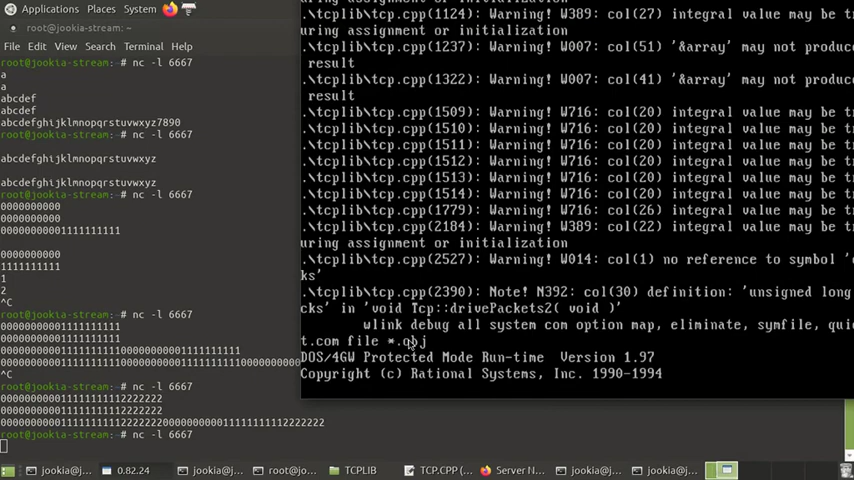 Applications Places System
root@jookia-stream: ~
File Edit View Search Terminal Help
root@jookia-stream:~# nc -l 6667
a
a
abcdef
abcdef
abcdefghijklmnopqrstuvwxyz7890
root@jookia-stream:~# nc -l 6667
abcdefghijklmnopqrstuvwxyz
abcdefghijklmnopqrstuvwxyz
root@jookia-stream:~# nc -l 6667
0000000000
0000000000
00000000001111111111
0000000000
1111111111
1
2
^C
root@jookia-stream:~# nc -l 6667
00000000001111111111
00000000001111111111
0000000000111111111100000000001111111111
^C
root@jookia-stream:~# nc -l 6667
000000000011111111112222222
000000000011111111112222222
000000000011111111112222222000000000011111111112222222
root@jookia-stream:~# nc -l 6667
.\tcplib\tcp.cpp(1124): Warning! W389: col(27) integral value may be
uring assignment or initialization
.\tcplib\tcp.cpp(1237): Warning! W007: col(51) '&array' may not produce
result
.\tcplib\tcp.cpp(1322): Warning! W007: col(41) '&array' may not produce
result
.\tcplib\tcp.cpp(1509): Warning! W716: col(20) integral value may be
.\tcplib\tcp.cpp(1510): Warning! W716: col(20) integral value may be
.\tcplib\tcp.cpp(1511): Warning! W716: col(20) integral value may be
.\tcplib\tcp.cpp(1512): Warning! W716: col(20) integral value may be
.\tcplib\tcp.cpp(1513): Warning! W716: col(20) integral value may be
.\tcplib\tcp.cpp(1514): Warning! W716: col(20) integral value may be
.\tcplib\tcp.cpp(1779): Warning! W716: col(26) integral value may be
.\tcplib\tcp.cpp(2184): Warning! W389: col(22) integral value may be
uring assignment or initialization
.\tcplib\tcp.cpp(2527): Warning! W014: col(1) no reference to symbol
ks'
.\tcplib\tcp.cpp(2390): Note! N392: col(30) definition: 'unsigned long
cks' in 'void Tcp::drivePackets2( void )'
wlink debug all system com option map, eliminate, symfile,
t.com file *.obj
DOS/4GW Protected Mode Run-time Version 1.97
Copyright (c) Rational Systems, Inc. 1990-1994
jookia@j...
0.82.24
jookia@j...
root@jo...
TCPLIB
TCP.CPP (...
Server N...
jookia@j...
jookia@j...